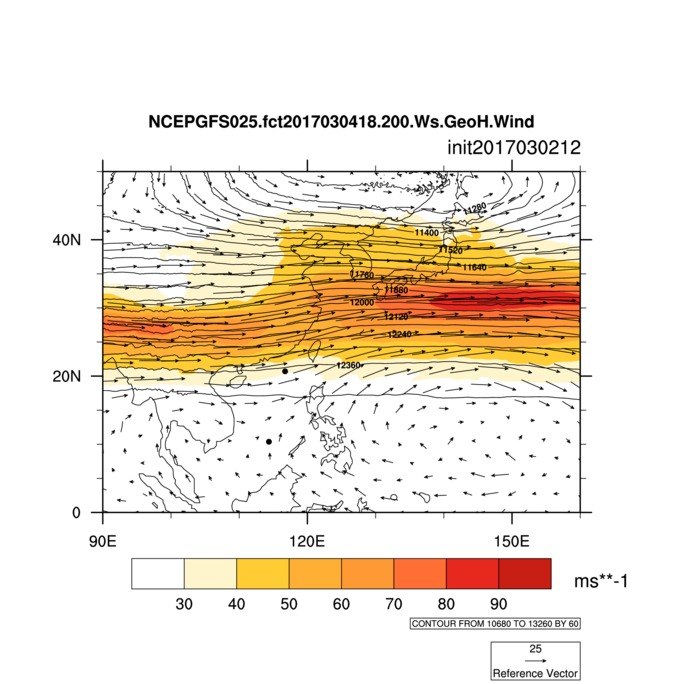 NCEPGFS025.fct2017030418.200.Ws.GeoH.Wind
init2017030212
11280
11400
40N
11520
11640
11760
11880
12000
12120
12240
12360
20N
0
90E 120E 150E
ms**-1
30 40 50 60 70 80 90
CONTOUR FROM 10680 TO 13260 BY 60
25
Reference Vector